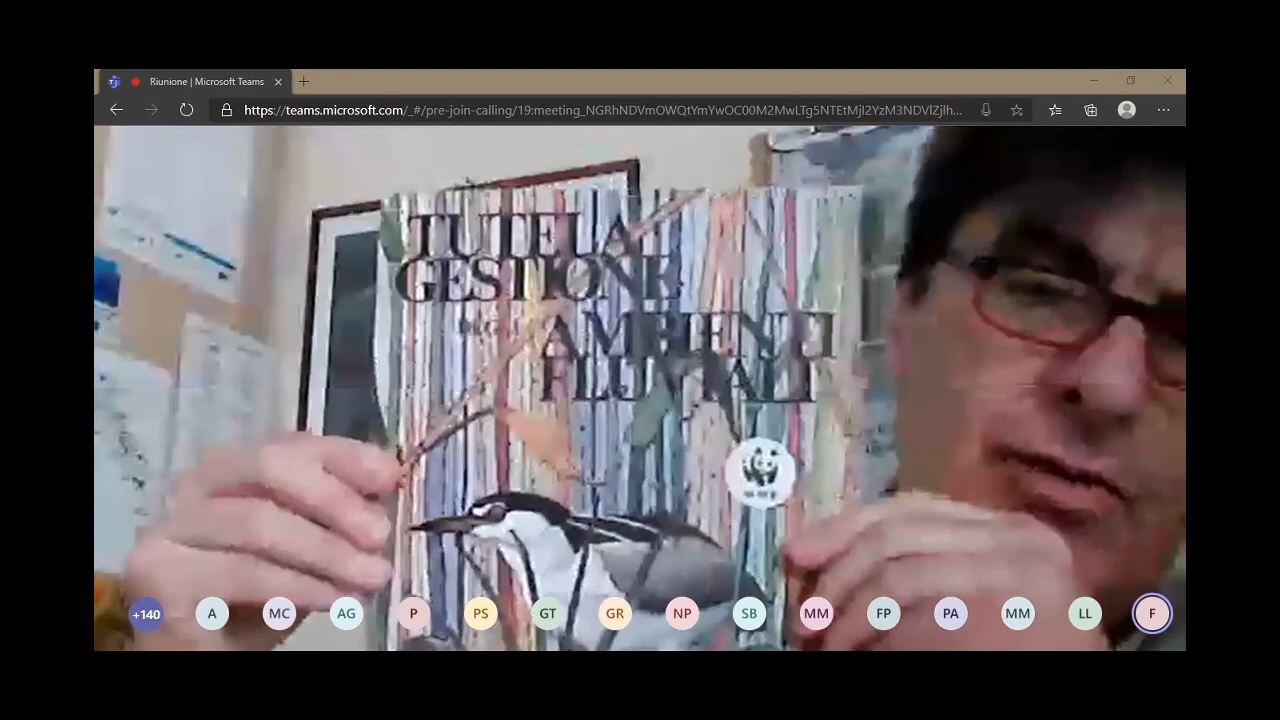 Riunione | Microsoft Teams
https://teams.microsoft.com/_#/pre-join-calling/19:meeting_NGRhNDVmOWQtYmYwOC00M2MwLTg5NTEtMjI2YzM3NDVlZjlh...
TUTELA
GESTIONE
DEGLI AMBIENTI
FLUVIALI
+140
A
MC
AG
P
PS
GT
GR
NP
SB
MM
FP
PA
MM
LL
F